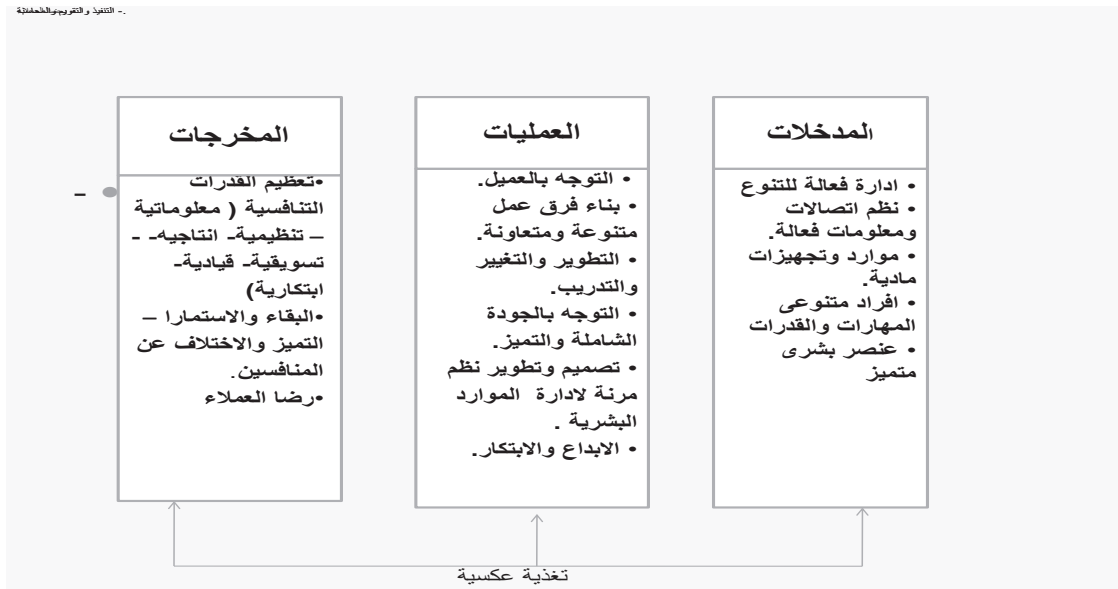 .- التنفيذ والتقويم
المدخلات
• ادارة فعالة للتنوع
• نظم اتصالات
ومعلومات فعالة.
• موارد وتجهيزات
مادية.
• افراد متنوعى
المهارات والقدرات
• عنصر بشرى
متميز
العمليات
• التوجه بالعميل.
• بناء فرق عمل
متنوعة ومتعاونة.
• التطوير والتغيير
والتدريب.
• التوجه بالجودة
الشاملة والتميز.
• تصميم وتطوير نظم
مرنة لادارة الموارد
البشرية .
• الابداع والابتكار.
المخرجات
•تعظيم القدرات
التنافسية ( معلوماتية
– تنظيمية- انتاجيه- -
تسويقية- قيادية-
ابتكارية)
•البقاء والاستمارا –
التميز والاختلاف عن
المنافسين.
•رضا العملاء
–
تغذية عكسية